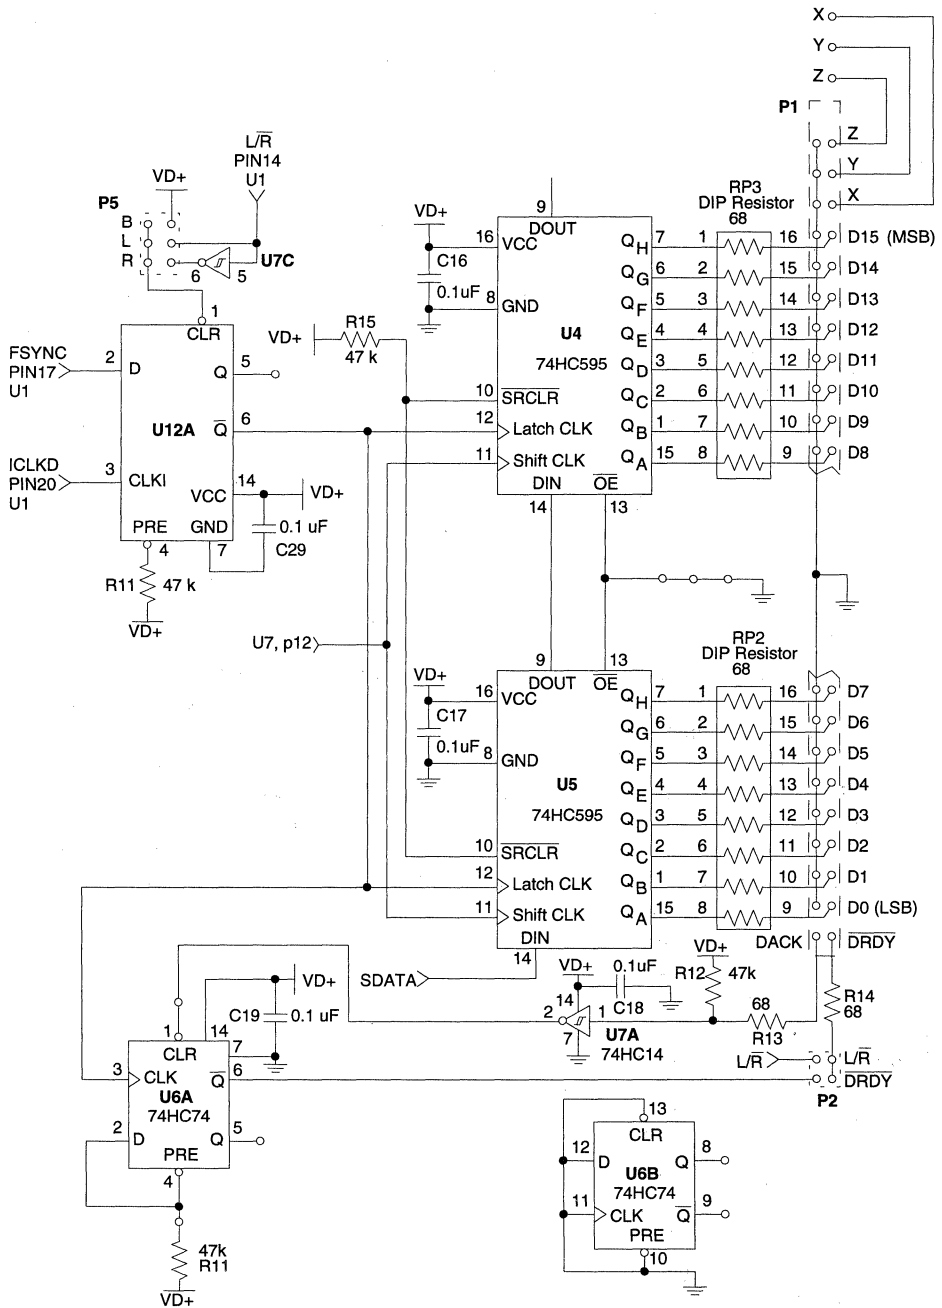 X
Y
Z
P1
Z
Y
X
L/R
PIN14
U1
VD+
P5
B
L
R
6
5
U7C
1
CLR
FSYNC
PIN17
U1
2
D
Q
5
U12A
Q
6
ICLKD
PIN20
U1
3
CLKI
VCC
14
VD+
PRE
GND
4
7
0.1 uF
C29
R11
47 k
VD+
VD+
R15
47 k
VD+
C16
0.1uF
9
DOUT
16
VCC
8
GND
U4
74HC595
10
SRCLR
12
Latch CLK
11
Shift CLK
DIN
OE
14
13
QH
7
QG
6
QF
5
QE
4
QD
3
QC
2
QB
1
QA
15
RP3
DIP Resistor
68
1
16
D15 (MSB)
2
15
D14
3
14
D13
4
13
D12
5
12
D11
6
11
D10
7
10
D9
8
9
D8
U7, p12
VD+
C17
0.1uF
9
13
DOUT
OE
16
VCC
8
GND
U5
74HC595
10
SRCLR
12
Latch CLK
11
Shift CLK
DIN
14
SDATA
QH
7
QG
6
QF
5
QE
4
QD
3
QC
2
QB
1
QA
15
RP2
DIP Resistor
68
1
16
D7
2
15
D6
3
14
D5
4
13
D4
5
12
D3
6
11
D2
7
10
D1
8
9
D0 (LSB)
DACK
DRDY
VD+
R12
47k
VD+
0.1uF
C18
14
2
1
7
U7A
74HC14
68
R13
R14
68
L/R
L/R
DRDY
P2
VD+
C19
0.1 uF
1
14
CLR
7
3
CLK
Q
6
U6A
74HC74
2
D
Q
5
PRE
4
47k
R11
VD+
13
CLR
12
D
Q
8
U6B
74HC74
11
CLK
Q
9
PRE
10